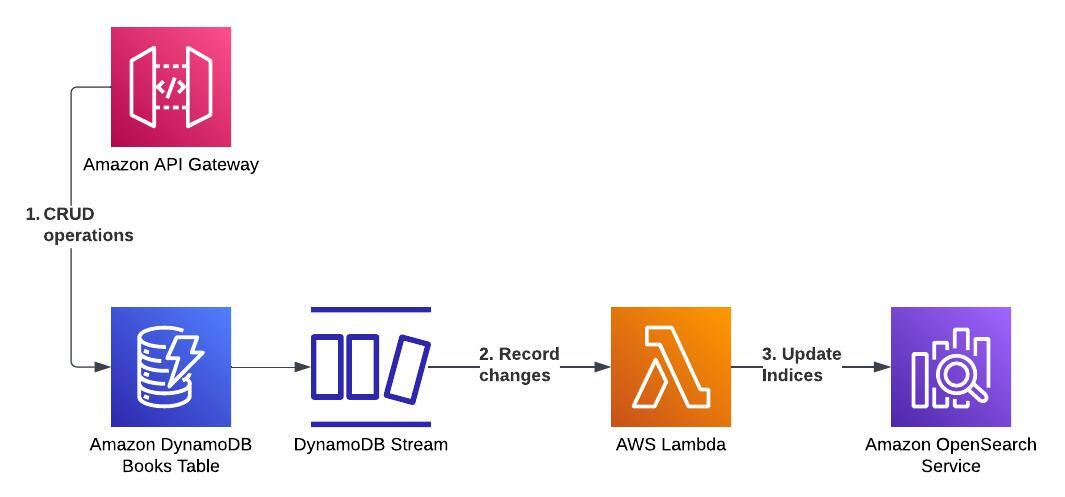 Amazon API Gateway
1. CRUD
operations
2. Record
changes
3. Update
Indices
Amazon DynamoDB
Books Table
DynamoDB Stream
AWS Lambda
Amazon OpenSearch
Service